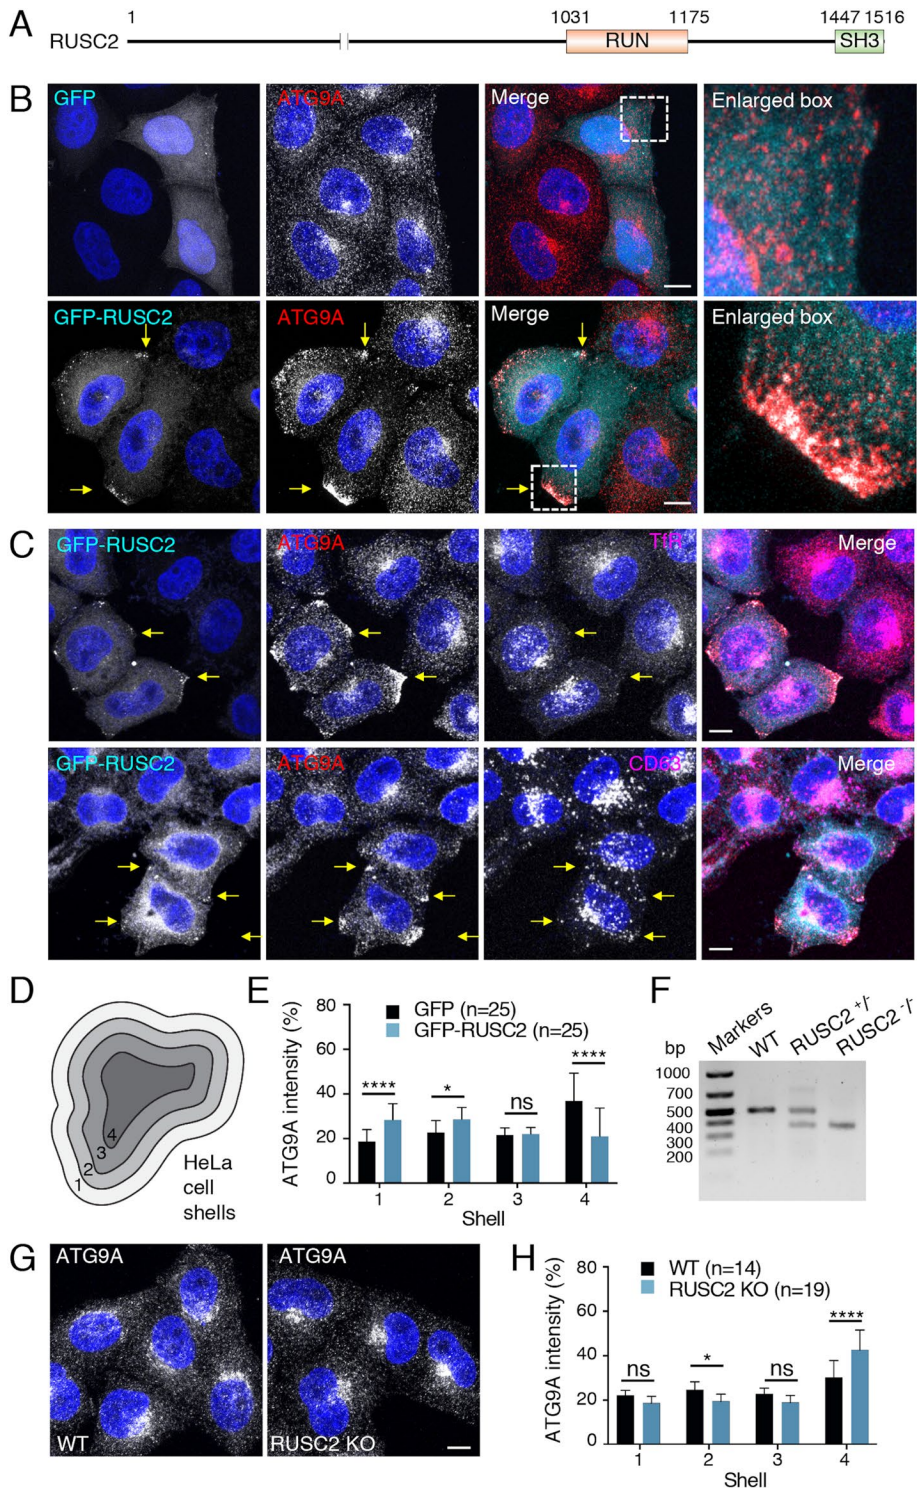 A
1
1031
1175
1447 1516
RUSC2
RUN
SH3
B
GFP
ATG9A
Merge
Enlarged box
GFP-RUSC2
ATG9A
Merge
Enlarged box
C
GFP-RUSC2
ATG9A
TfR
Merge
GFP-RUSC2
ATG9A
CD63
Merge
D
1
2
3
4
HeLa
cell
shells
E
ATG9A intensity (%)
80
60
40
20
0
GFP (n=25)
GFP-RUSC2 (n=25)
****
*
ns
****
1 2 3 4
Shell
F
bp
Markers
WT
RUSC2+/-
RUSC2-/-
1000
700
500
400
300
200
G
ATG9A
WT
ATG9A
RUSC2 KO
H
ATG9A intensity (%)
80
60
40
20
0
WT (n=14)
RUSC2 KO (n=19)
ns
*
ns
****
1 2 3 4
Shell